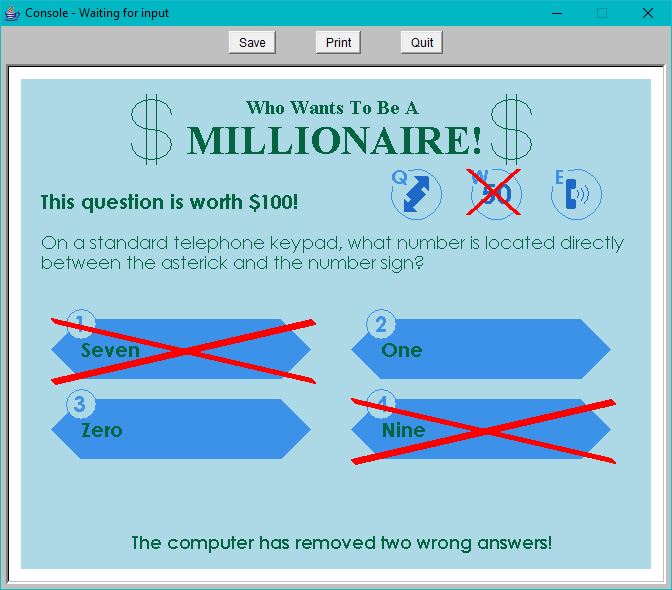 Console - Waiting for input
Save Print Quit
Who Wants To Be A
$ MILLIONAIRE! $
Q W E
50
This question is worth $100!
On a standard telephone keypad, what number is located directly
between the asterick and the number sign?
1
Seven
2
One
3
Zero
4
Nine
The computer has removed two wrong answers!